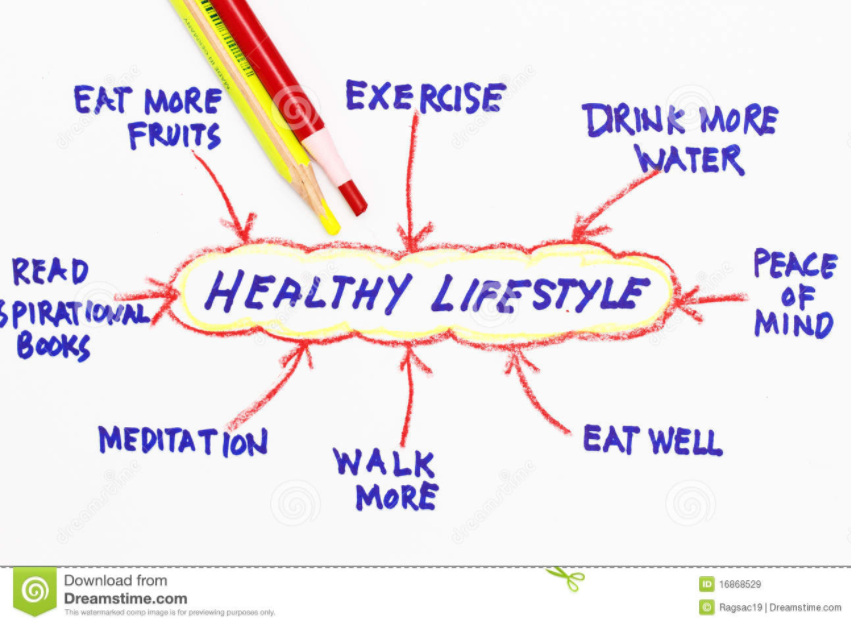 EAT MORE
FRUITS
EXERCISE
DRINK MORE
WATER
READ
SPIRATIONAL
BOOKS
HEALTHY LIFESTYLE
PEACE
OF
MIND
MEDITATION
WALK
MORE
EAT WELL
Download from
Dreamstime.com
This watermarked comp image is for previewing purposes only.
ID 16868529
© Ragsac19 | Dreamstime.com